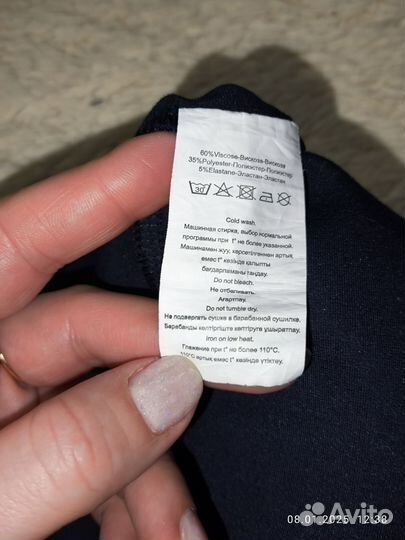 60%Viscose-Вискоза-Вискоза
35%Polyester-Полиэстер-Полиэстер
5%Elastane-Эластан-Эластан
30
Cold wash.
Машинная стирка, выбор нормальной
программы при t° не более указанной.
Машинамен жуу, көрсетілгеннен артық
емес t° кезінде қалыпты
бағдарламаны таңдау.
Do not bleach.
Не отбеливать.
Ағартпау.
Do not tumble dry.
Не подвергать сушке в барабанной сушилке.
Барабанды кептіргіште кептіруге ұшыратпау.
Iron on low heat.
Глажение при t° не более 110°C.
110°C артық емес t° кезінде үтіктеу.
08.01.2025 12:38
Avito